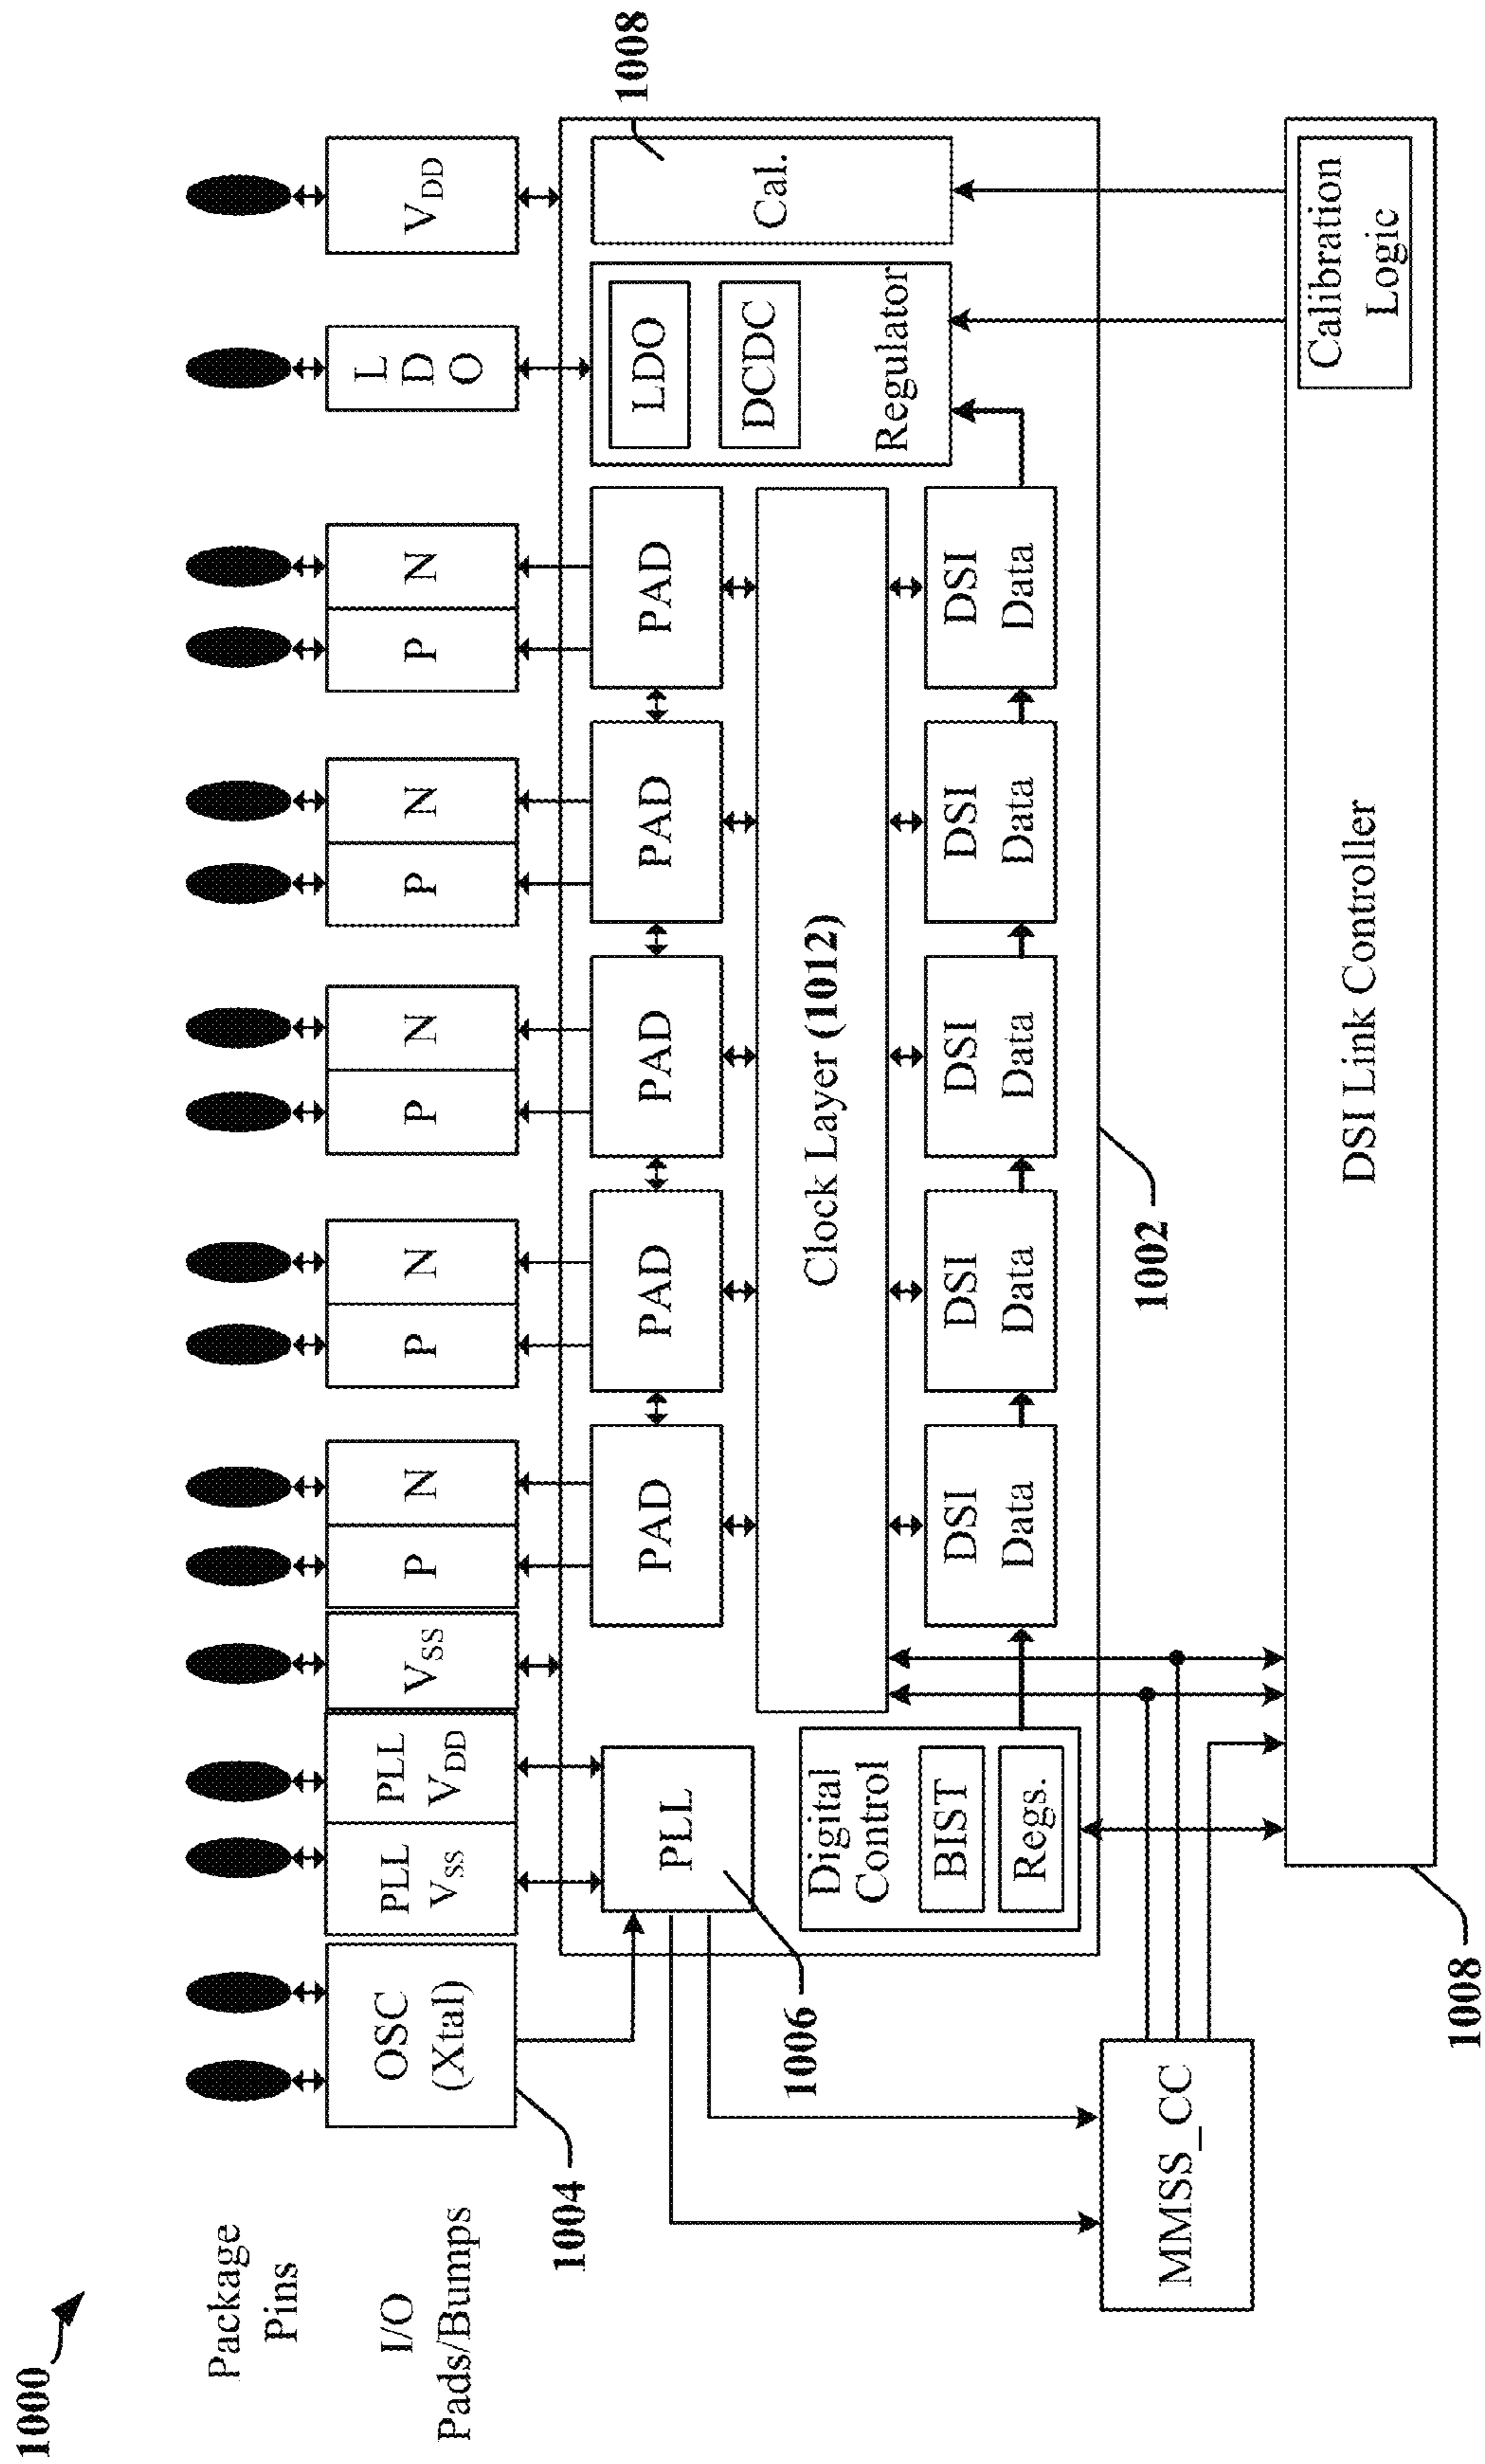 1000
Package
Pins
I/O
Pads/Bumps
OSC
(Xtal)
PLL
VSS
PLL
VDD
VSS
P
N
P
N
P
N
P
N
P
N
L
D
O
VDD
1004
1008
PLL
1006
PAD
PAD
PAD
PAD
PAD
LDO
DCDC
Regulator
Cal.
Clock Layer (1012)
Digital
Control
BIST
Regs.
DSI
Data
DSI
Data
DSI
Data
DSI
Data
DSI
Data
1002
MMSS_CC
DSI Link Controller
Calibration
Logic
1008